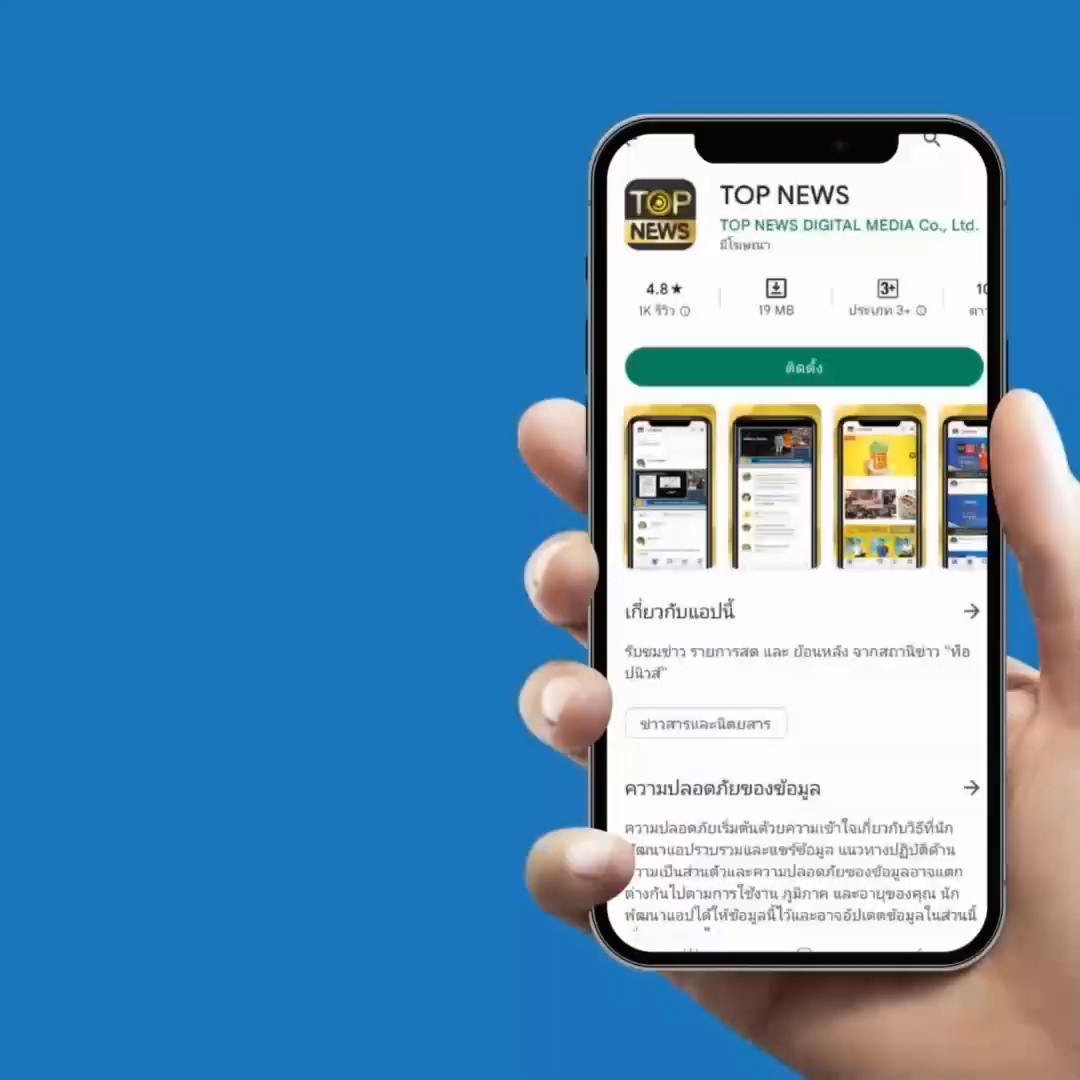 TOP
NEWS
TOP NEWS
TOP NEWS DIGITAL MEDIA Co., Ltd.
มีโฆษณา
4.8★
1K รีวิว
19 MB
3+
ประเภท 3+
10
ดา
ติดตั้ง
เกี่ยวกับแอปนี้
รับชมข่าว รายการสด และ ย้อนหลัง จากสถานีข่าว "ท็อ
ปนิวส์"
ข่าวสารและนิตยสาร
ความปลอดภัยของข้อมูล
ความปลอดภัยเริ่มต้นด้วยความเข้าใจเกี่ยวกับวิธีที่นัก
พัฒนาแอปรวบรวมและแชร์ข้อมูล แนวทางปฏิบัติด้าน
ความเป็นส่วนตัวและความปลอดภัยของข้อมูลอาจแตก
ต่างกันไปตามการใช้งาน ภูมิภาค และอายุของคุณ นัก
พัฒนาแอปได้ให้ข้อมูลนี้ไว้และอาจอัปเดตข้อมูลในส่วนนี้